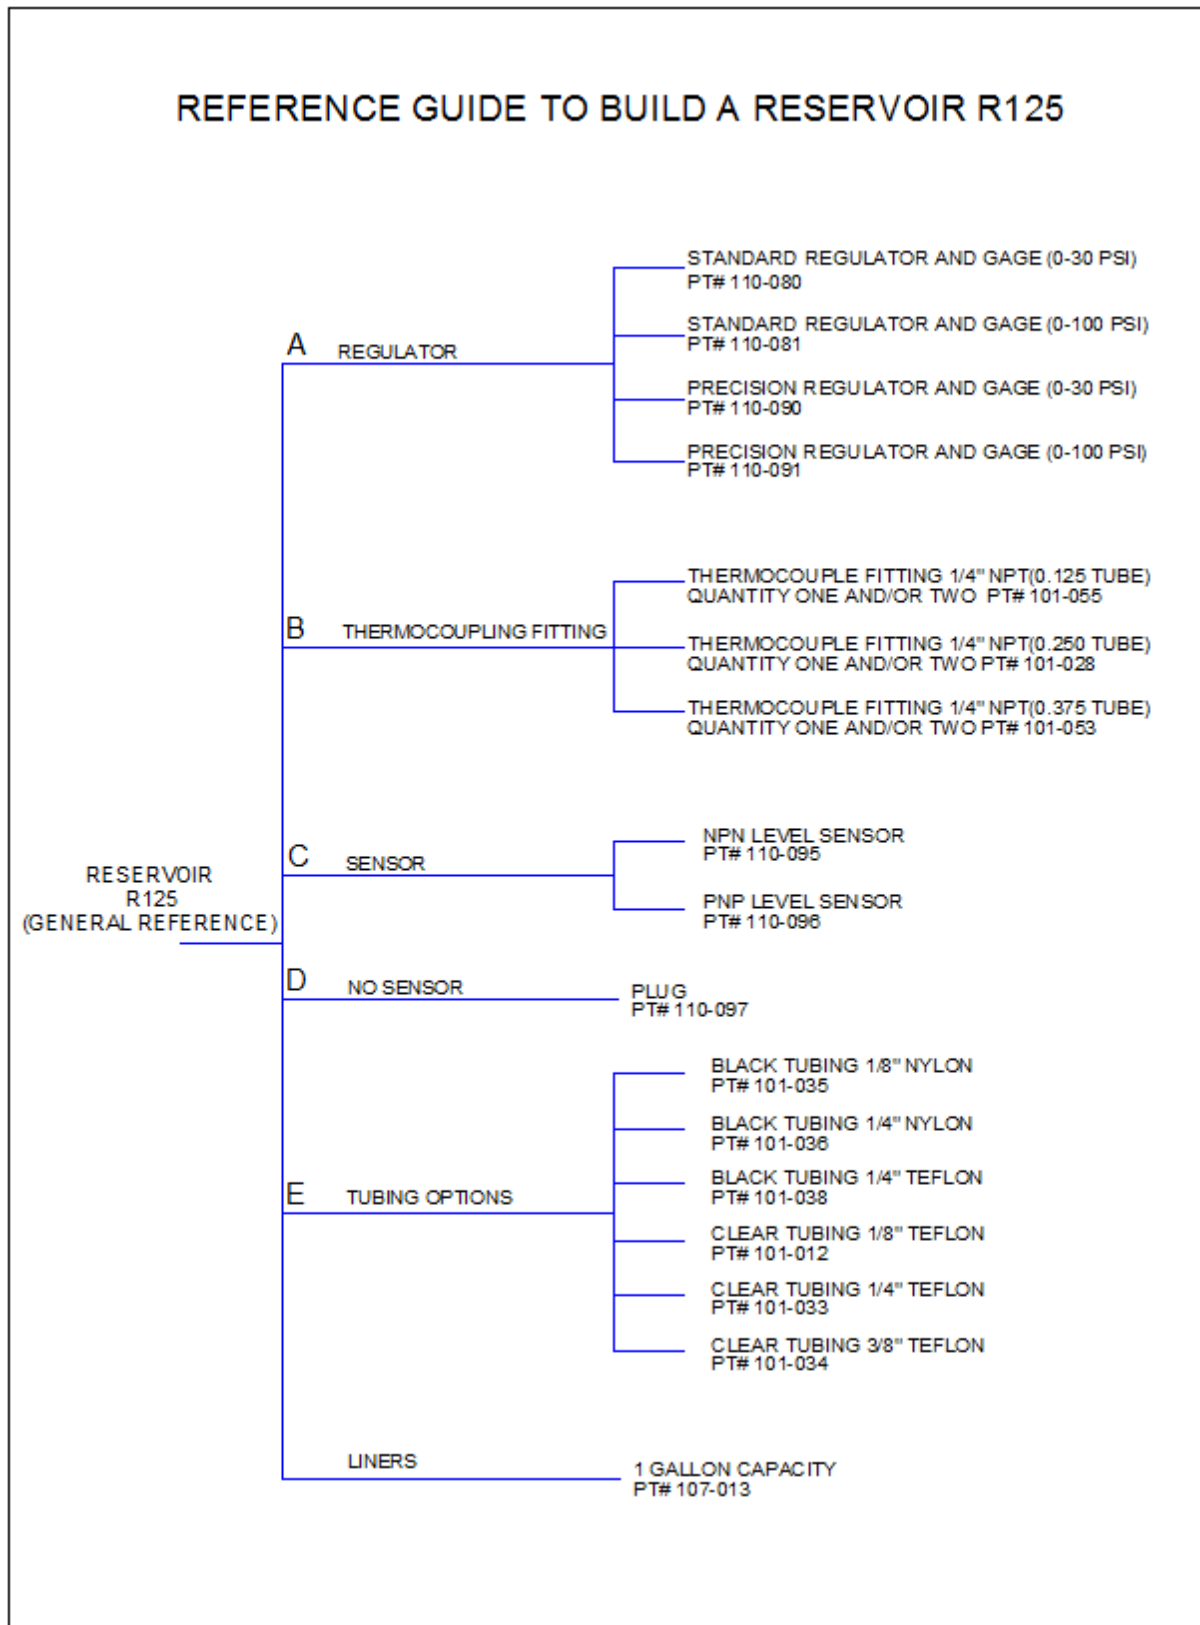 REFERENCE GUIDE TO BUILD A RESERVOIR R125
STANDARD REGULATOR AND GAGE (0-30 PSI)
PT# 110-080
A
REGULATOR
STANDARD REGULATOR AND GAGE (0-100 PSI)
PT# 110-081
PRECISION REGULATOR AND GAGE (0-30 PSI)
PT# 110-090
PRECISION REGULATOR AND GAGE (0-100 PSI)
PT# 110-091
B
THERMOCOUPLING FITTING
THERMOCOUPLE FITTING 1/4" NPT(0.125 TUBE)
QUANTITY ONE AND/OR TWO PT# 101-055
THERMOCOUPLE FITTING 1/4" NPT(0.250 TUBE)
QUANTITY ONE AND/OR TWO PT# 101-028
THERMOCOUPLE FITTING 1/4" NPT(0.375 TUBE)
QUANTITY ONE AND/OR TWO PT# 101-053
C
SENSOR
NPN LEVEL SENSOR
PT# 110-095
PNP LEVEL SENSOR
PT# 110-096
RESERVOIR
R125
(GENERAL REFERENCE)
D
NO SENSOR
PLUG
PT# 110-097
E
TUBING OPTIONS
BLACK TUBING 1/8" NYLON
PT# 101-035
BLACK TUBING 1/4" NYLON
PT# 101-036
BLACK TUBING 1/4" TEFLON
PT# 101-038
CLEAR TUBING 1/8" TEFLON
PT# 101-012
CLEAR TUBING 1/4" TEFLON
PT# 101-033
CLEAR TUBING 3/8" TEFLON
PT# 101-034
LINERS
1 GALLON CAPACITY
PT# 107-013